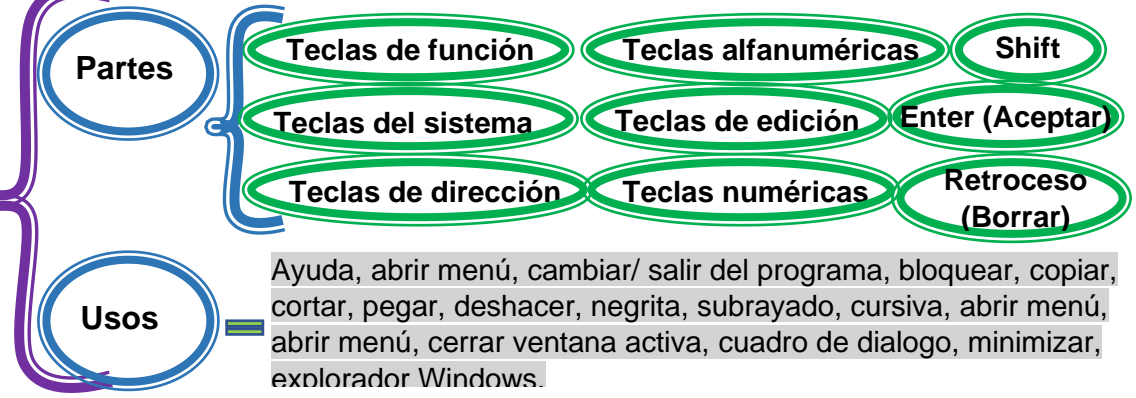 Partes
Teclas de función
Teclas alfanuméricas
Shift
Teclas del sistema
Teclas de edición
Enter (Aceptar)
Teclas de dirección
Teclas numéricas
Retroceso
(Borrar)
Usos
Ayuda, abrir menú, cambiar/ salir del programa, bloquear, copiar,
cortar, pegar, deshacer, negrita, subrayado, cursiva, abrir menú,
abrir menú, cerrar ventana activa, cuadro de dialogo, minimizar,
explorador Windows.